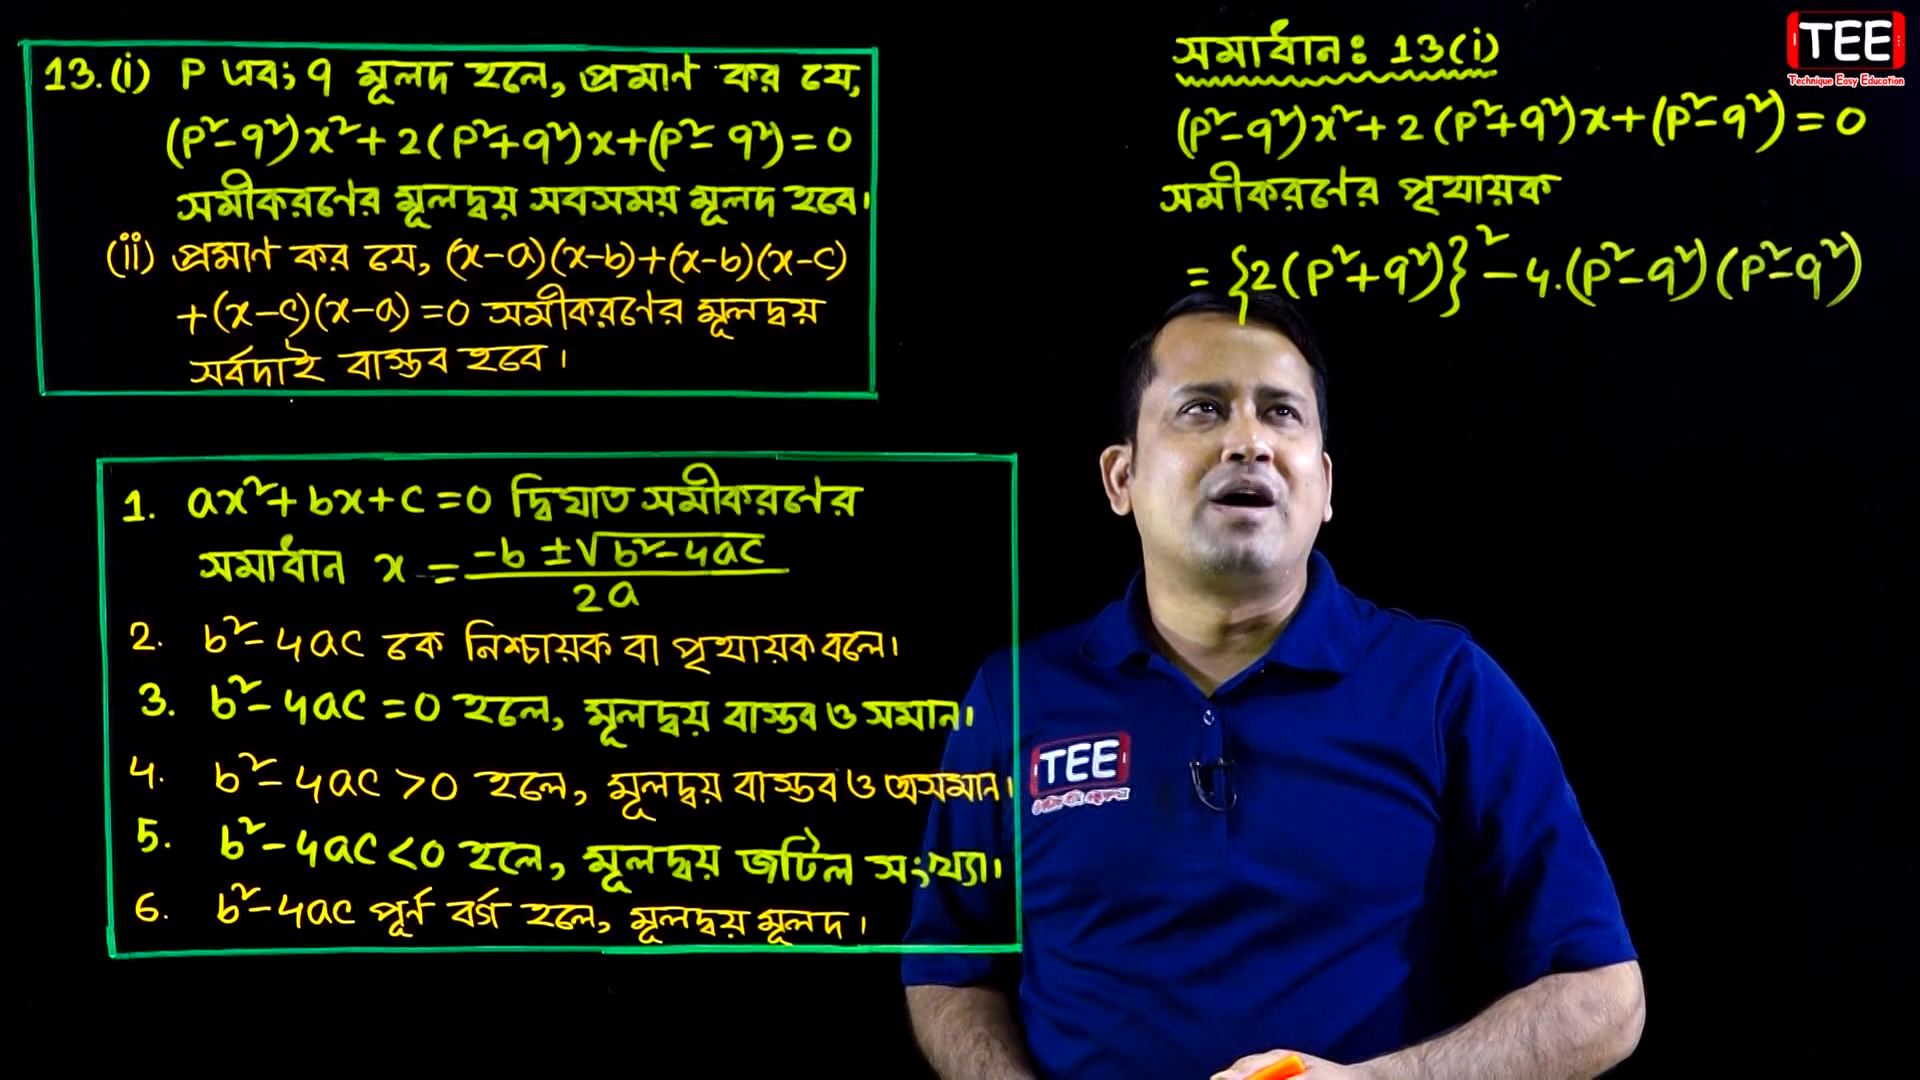 13.(i) P এবং q মূলদ হলে, প্রমাণ কর যে,
(p²-q²)x²+2(p²+q²)x+(p²-q²)=0
সমীকরণের মূলদ্বয় সবসময় মূলদ হবে।
(ii) প্রমাণ কর যে, (x-a)(x-b)+(x-b)(x-c)
+(x-c)(x-a)=0 সমীকরণের মূলদ্বয়
সর্বদাই বাস্তব হবে।
1. ax²+bx+c=0 দ্বিঘাত সমীকরণের
সমাধান x = (-b ±√(b²-4ac))/2a
2. b²-4ac কে নিশ্চায়ক বা পৃথায়ক বলে।
3. b²-4ac=0 হলে, মূলদ্বয় বাস্তব ও সমান।
4. b²-4ac>0 হলে, মূলদ্বয় বাস্তব ও অসমান।
5. b²-4ac<0 হলে, মূলদ্বয় জটিল সংখ্যা।
6. b²-4ac পূর্ন বর্গ হলে, মূলদ্বয় মূলদ।
সমাধান: 13(i)
(p²-q²)x²+2(p²+q²)x+(p²-q²)=0
সমীকরণের পৃথায়ক
= {2(p²+q²)}²-4.(p²-q²)(p²-q²)
TEE
Technique Easy Education
TEE